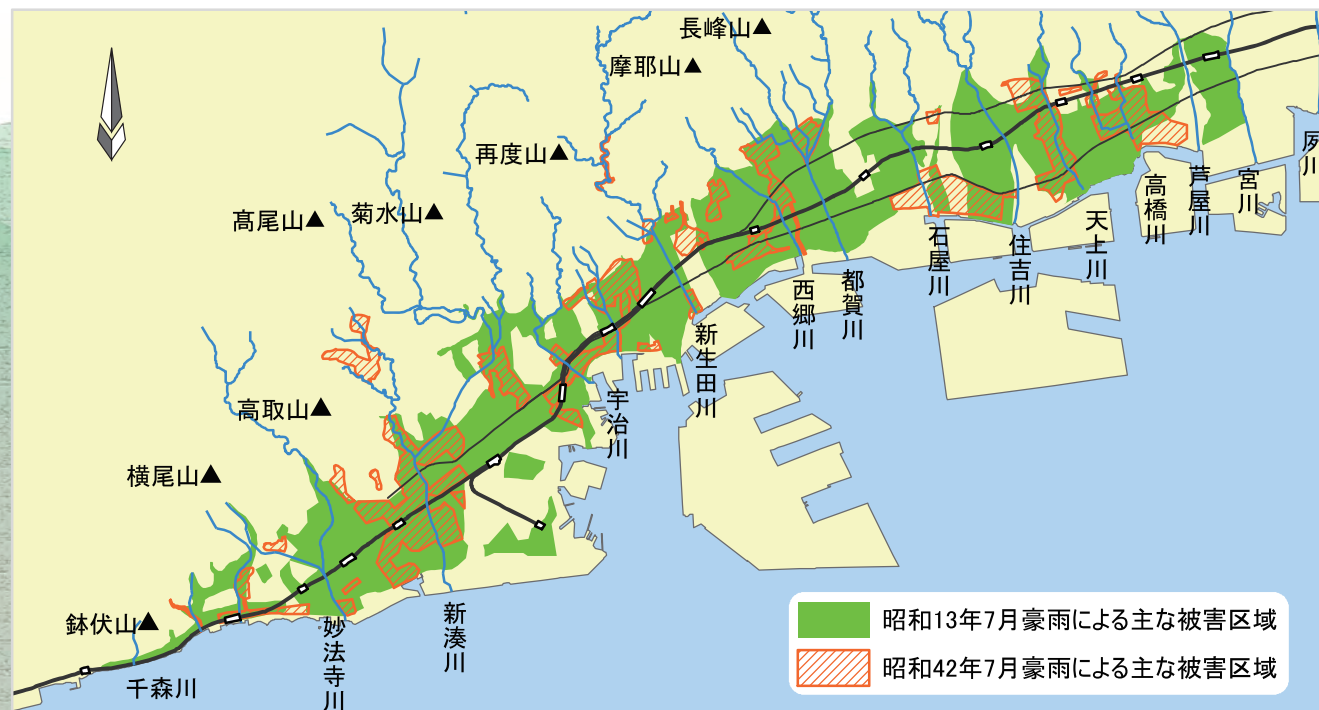 長峰山▲
摩耶山▲
再度山▲
髙尾山▲
菊水山▲
高取山▲
横尾山▲
鉢伏山▲
千森川
妙法寺川
新湊川
宇治川
新生田川
西郷川
都賀川
石屋川
住吉川
天上川
高橋川
芦屋川
宮川
夙川
昭和13年7月豪雨による主な被害区域
昭和42年7月豪雨による主な被害区域